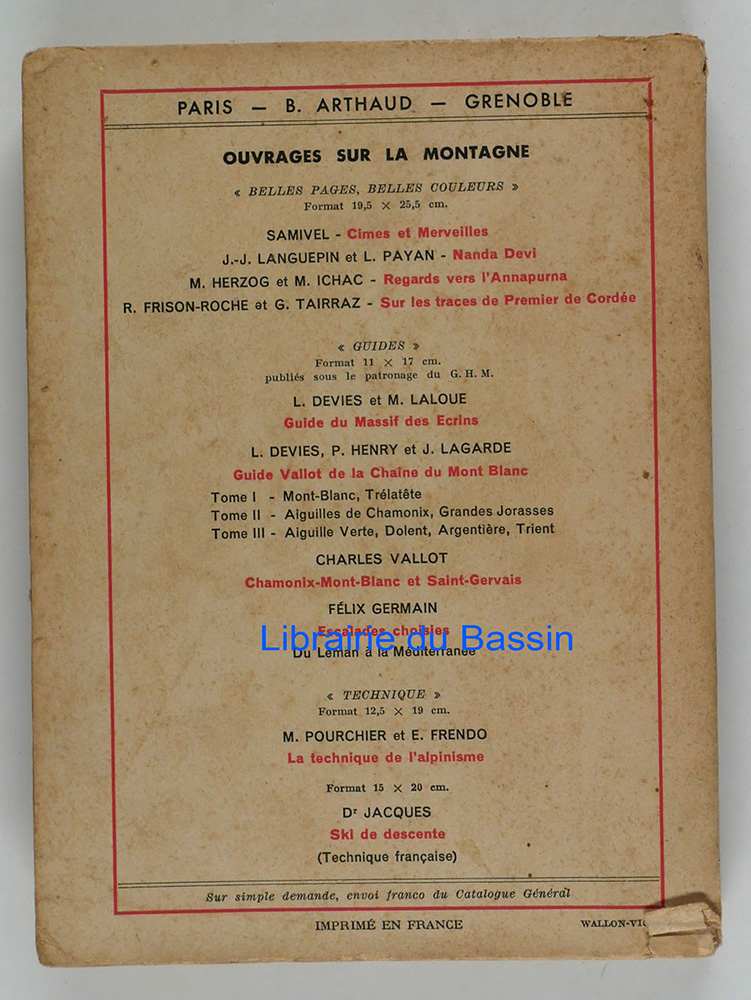 PARIS — B. ARTHAUD — GRENOBLE
OUVRAGES SUR LA MONTAGNE
« BELLES PAGES, BELLES COULEURS »
Format 19,5 × 25,5 cm.
SAMIVEL - Cimes et Merveilles
J.-J. LANGUEPIN et L. PAYAN - Nanda Devi
M. HERZOG et M. ICHAC - Regards vers l'Annapurna
R. FRISON-ROCHE et G. TAIRRAZ - Sur les traces de Premier de Cordée
« GUIDES »
Format 11 × 17 cm.
publiés sous le patronage du G. H. M.
L. DEVIES et M. LALOUE
Guide du Massif des Ecrins
L. DEVIES, P. HENRY et J. LAGARDE
Guide Vallot de la Chaîne du Mont Blanc
Tome I - Mont-Blanc, Trélatête
Tome II - Aiguilles de Chamonix, Grandes Jorasses
Tome III - Aiguille Verte, Dolent, Argentière, Trient
CHARLES VALLOT
Chamonix-Mont-Blanc et Saint-Gervais
FÉLIX GERMAIN
Escalades choisies
Librairie du Bassin
Du Léman à la Méditerranée
« TECHNIQUE »
Format 12,5 × 19 cm.
M. POURCHIER et E. FRENDO
La technique de l'alpinisme
Format 15 × 20 cm.
Dr JACQUES
Ski de descente
(Technique française)
Sur simple demande, envoi franco du Catalogue Général
IMPRIMÉ EN FRANCE